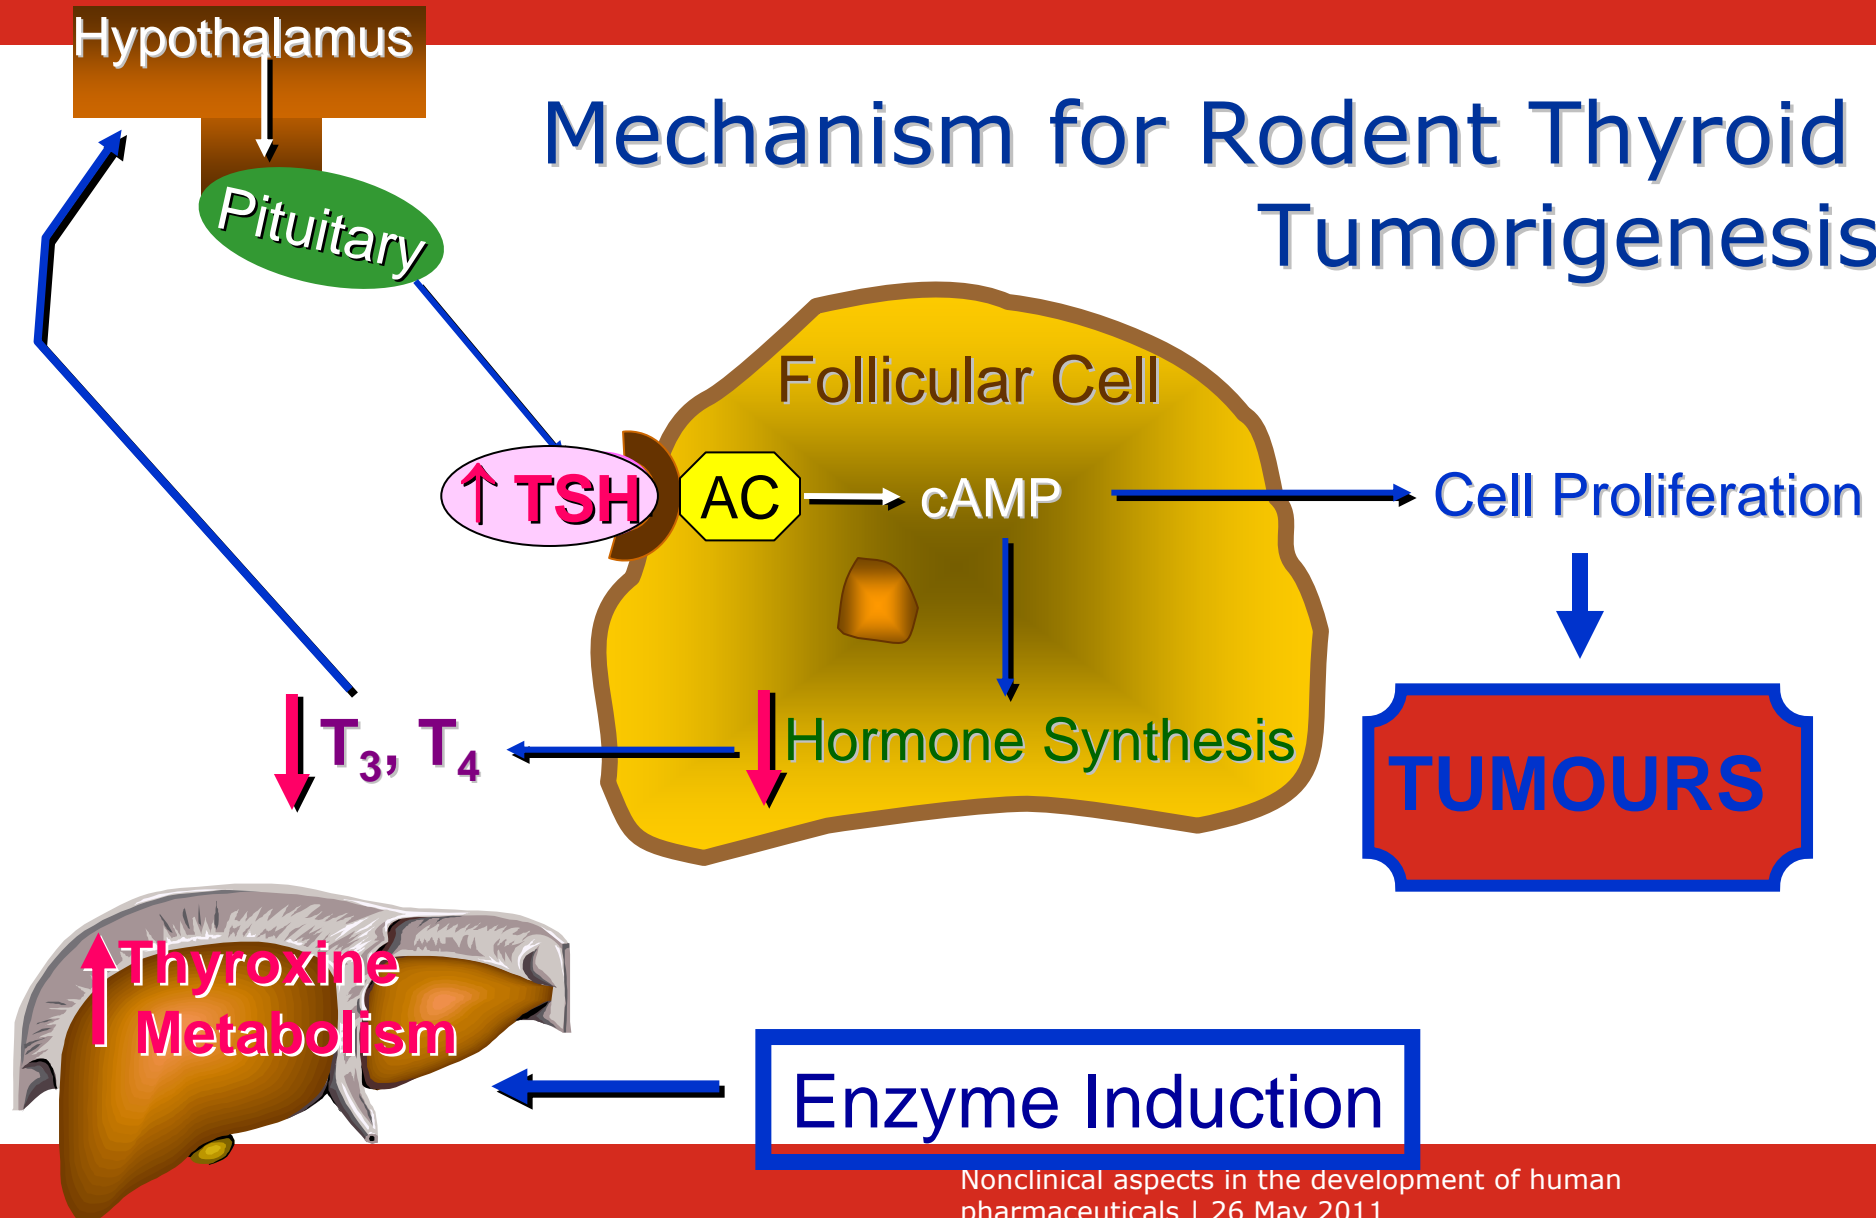 Hypothalamus
Mechanism for Rodent Thyroid
Tumorigenesis
Pituitary
Follicular Cell
↑ TSH
AC
cAMP
Cell Proliferation
T₃, T₄
Hormone Synthesis
TUMOURS
Thyroxine
Metabolism
Enzyme Induction
Nonclinical aspects in the development of human
pharmaceuticals | 26 May 2011